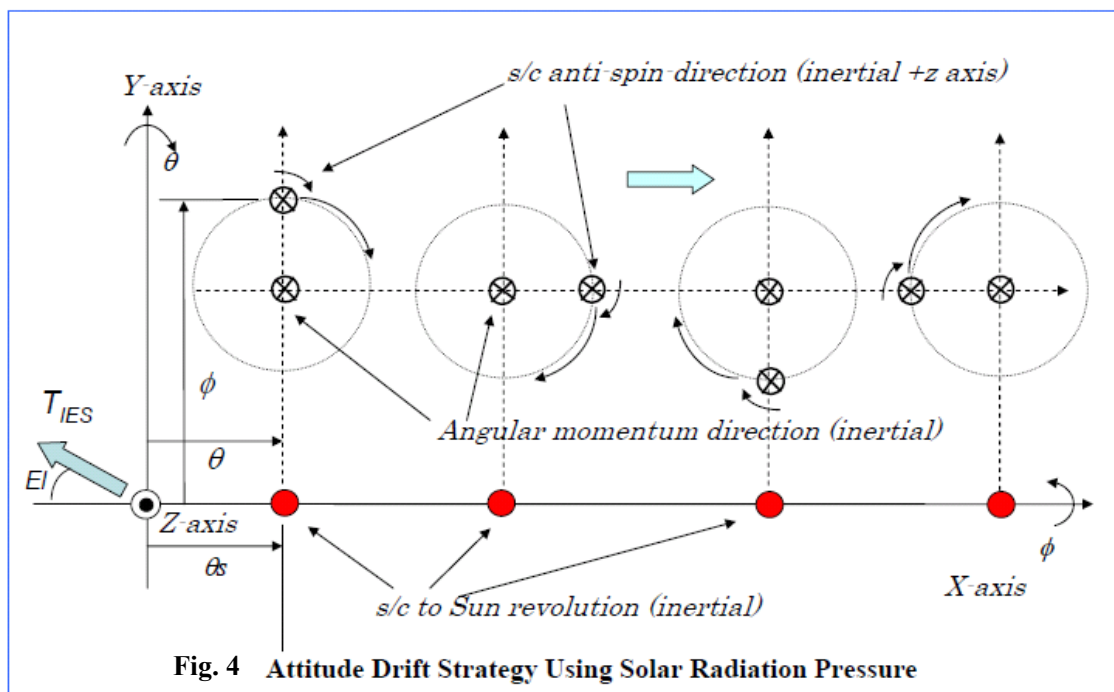 s/c anti-spin-direction (inertial +z axis)
Y-axis
θ
ϕ
T_IES
Angular momentum direction (inertial)
θ
El
Z-axis
θs
ϕ
X-axis
s/c to Sun revolution (inertial)
Fig. 4 Attitude Drift Strategy Using Solar Radiation Pressure